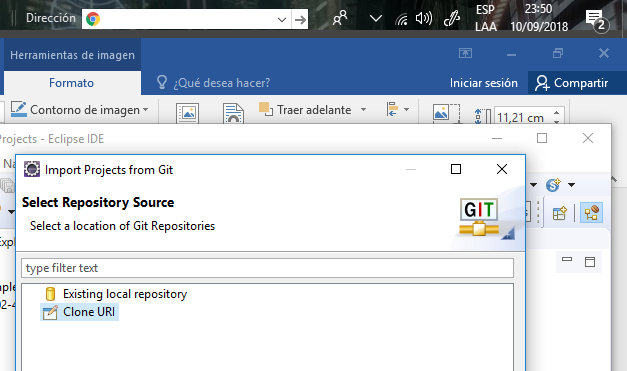 Dirección
ESP
LAA
23:50
10/09/2018
2
Herramientas de imagen
Formato
¿Qué desea hacer?
Iniciar sesión
Compartir
Contorno de imagen
Traer adelante
11,21 cm
Projects - Eclipse IDE
Na
Import Projects from Git
Select Repository Source
Select a location of Git Repositories
GIT
type filter text
Existing local repository
Clone URI